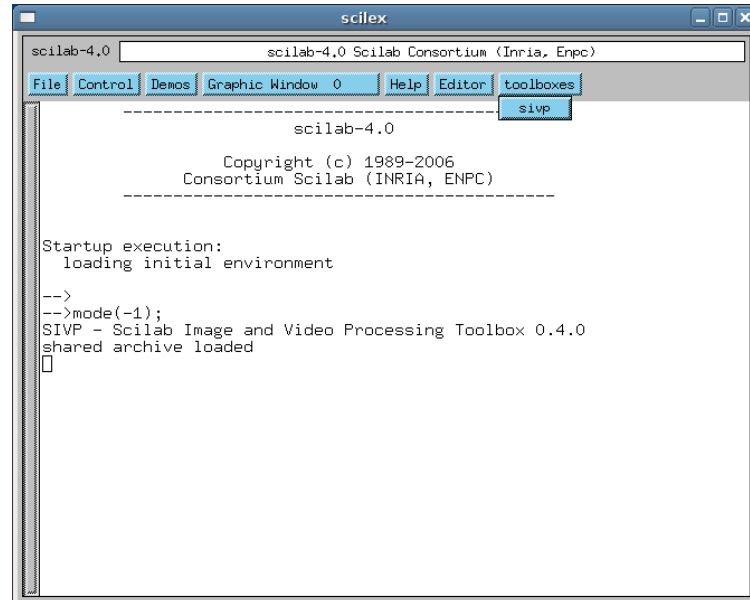 scilex
scilab-4.0 scilab-4.0 Scilab Consortium (Inria, Enpc)
File Control Demos Graphic Window 0 Help Editor toolboxes
sivp
---------------------------------------------
scilab-4.0
Copyright (c) 1989-2006
Consortium Scilab (INRIA, ENPC)
-------------------------------------------
Startup execution:
loading initial environment
-->
-->mode(-1);
SIVP - Scilab Image and Video Processing Toolbox 0.4.0
shared archive loaded